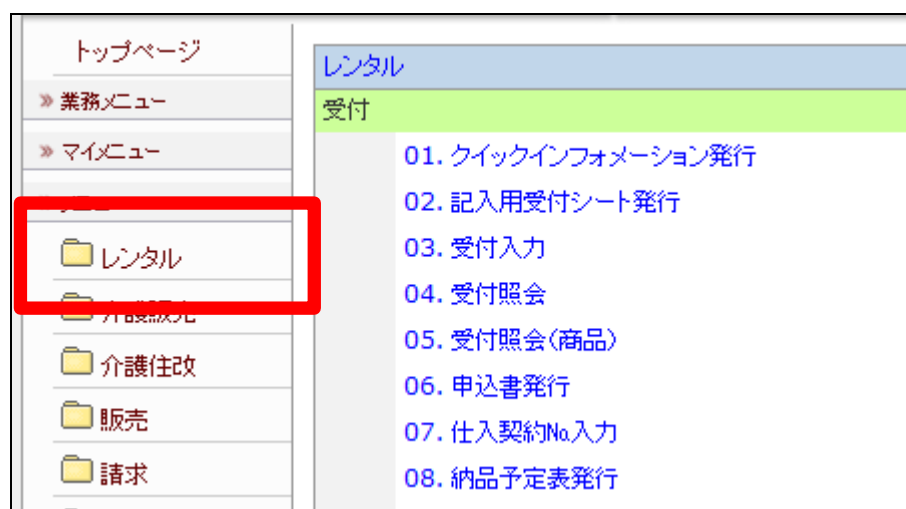 トップページ
» 業務メニュー
» マイメニュー
レンタル
介護住改
販売
請求
レンタル
受付
01. クイックインフォメーション発行
02. 記入用受付シート発行
03. 受付入力
04. 受付照会
05. 受付照会(商品)
06. 申込書発行
07. 仕入契約№入力
08. 納品予定表発行